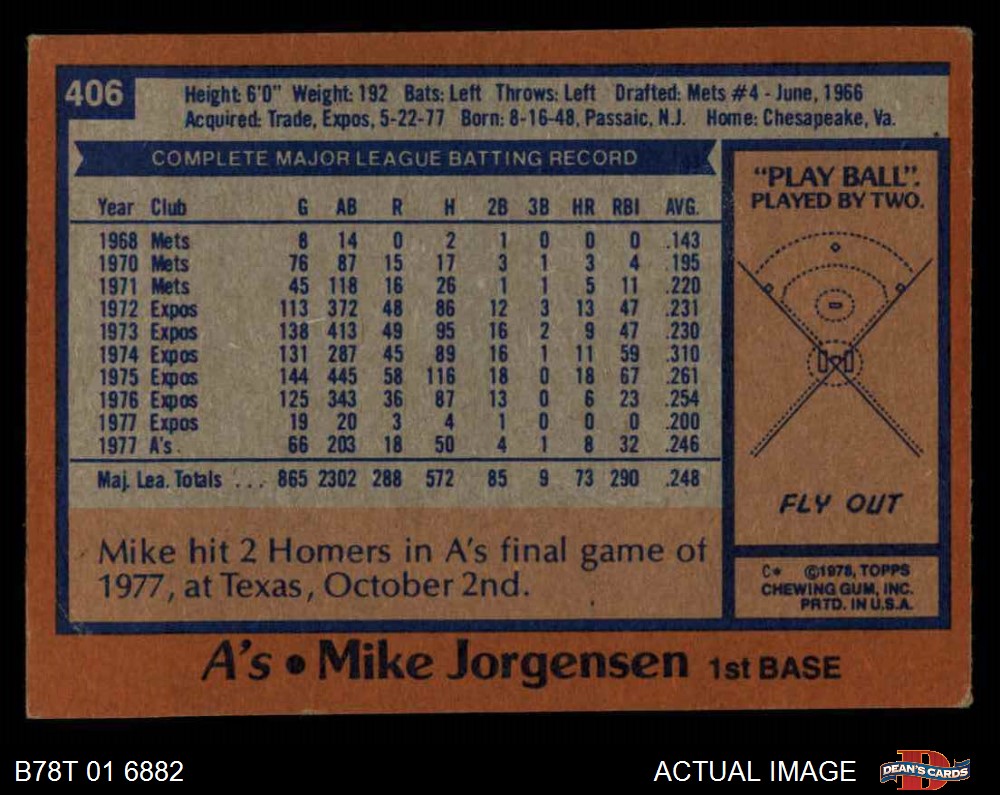 406
Height: 6'0" Weight: 192 Bats: Left Throws: Left Drafted: Mets #4 - June, 1966
Acquired: Trade, Expos, 5-22-77 Born: 8-16-48, Passaic, N.J. Home: Chesapeake, Va.
COMPLETE MAJOR LEAGUE BATTING RECORD
Year Club G AB R H 2B 3B HR RBI AVG.
1968 Mets 8 14 0 2 1 0 0 0 .143
1970 Mets 76 87 15 17 3 1 3 4 .195
1971 Mets 45 118 16 26 1 1 5 11 .220
1972 Expos 113 372 48 86 12 3 13 47 .231
1973 Expos 138 413 49 95 16 2 9 47 .230
1974 Expos 131 287 45 89 16 1 11 59 .310
1975 Expos 144 445 58 116 18 0 18 67 .261
1976 Expos 125 343 36 87 13 0 6 23 .254
1977 Expos 19 20 3 4 1 0 0 0 .200
1977 A's. 66 203 18 50 4 1 8 32 .246
Maj. Lea. Totals ... 865 2302 288 572 85 9 73 290 .248
Mike hit 2 Homers in A's final game of
1977, at Texas, October 2nd.
"PLAY BALL".
PLAYED BY TWO.
FLY OUT
C* ©1978, TOPPS
CHEWING GUM, INC.
PRTD. IN U.S.A.
A's • Mike Jorgensen 1st BASE
B78T 01 6882
ACTUAL IMAGE
DEAN'S CARDS